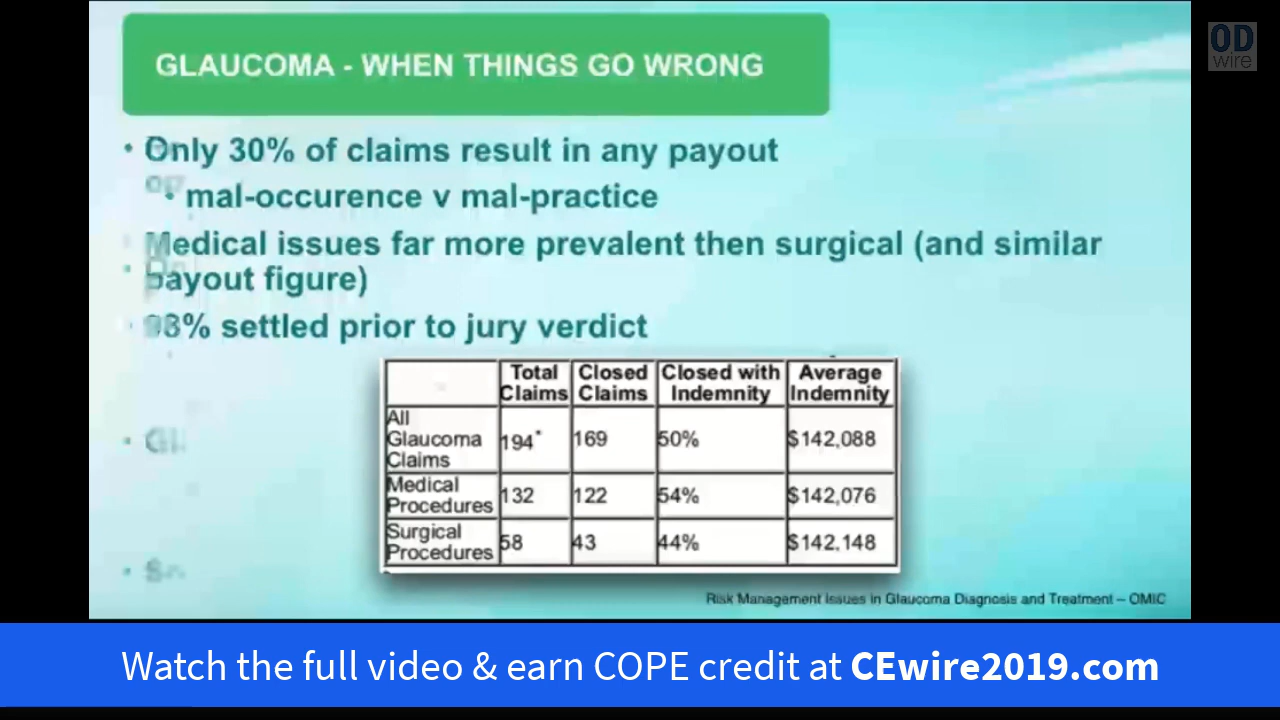 OD
wire
GLAUCOMA - WHEN THINGS GO WRONG
• Only 30% of claims result in any payout
• mal-occurence v mal-practice
Medical issues far more prevalent then surgical (and similar
payout figure)
98% settled prior to jury verdict
Total Claims Closed Claims Closed with Indemnity Average Indemnity
All Glaucoma Claims 194* 169 50% $142,088
Medical Procedures 132 122 54% $142,076
Surgical Procedures 58 43 44% $142,148
Risk Management Issues in Glaucoma Diagnosis and Treatment – OMIC
Watch the full video & earn COPE credit at CEwire2019.com